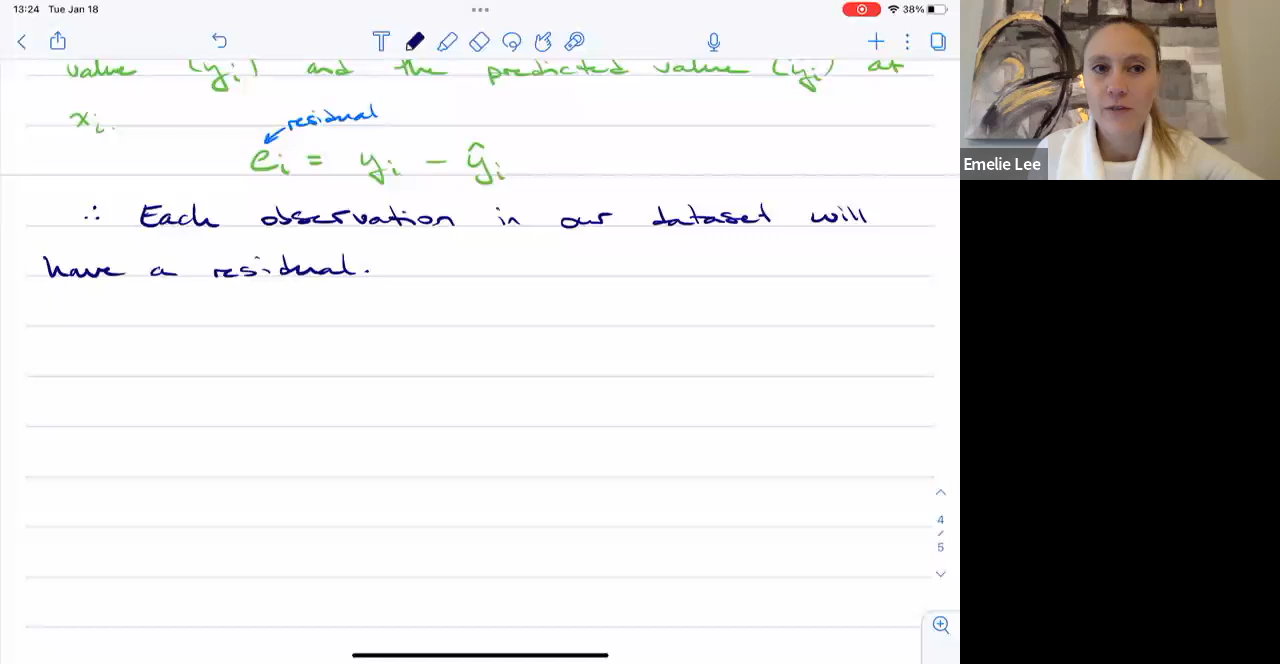 13:24 Tue Jan 18
38%
value (yᵢ) and the predicted value (ŷᵢ) at
xᵢ.
residual
eᵢ = yᵢ − ŷᵢ
∴ Each observation in our dataset will
have a residual.
4
/
5
Emelie Lee